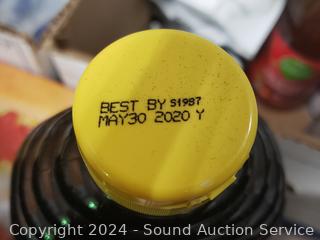 BEST BY S1987
MAY30 2020 Y
Copyright 2024 - Sound Auction Service